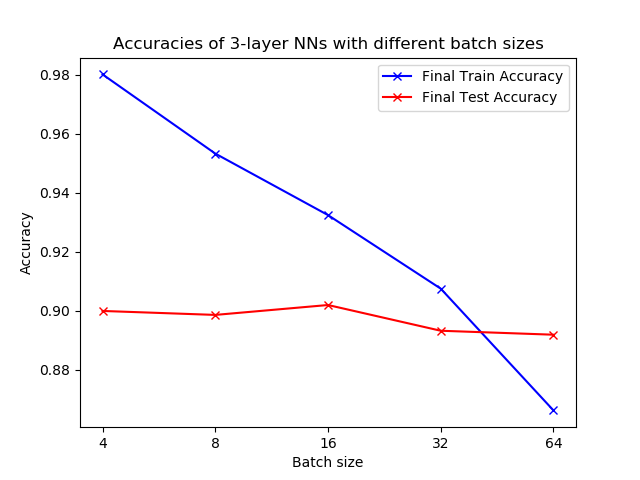 Accuracies of 3-layer NNs with different batch sizes
Final Train Accuracy
Final Test Accuracy
0.98
0.96
0.94
0.92
0.90
0.88
Accuracy
4 8 16 32 64
Batch size